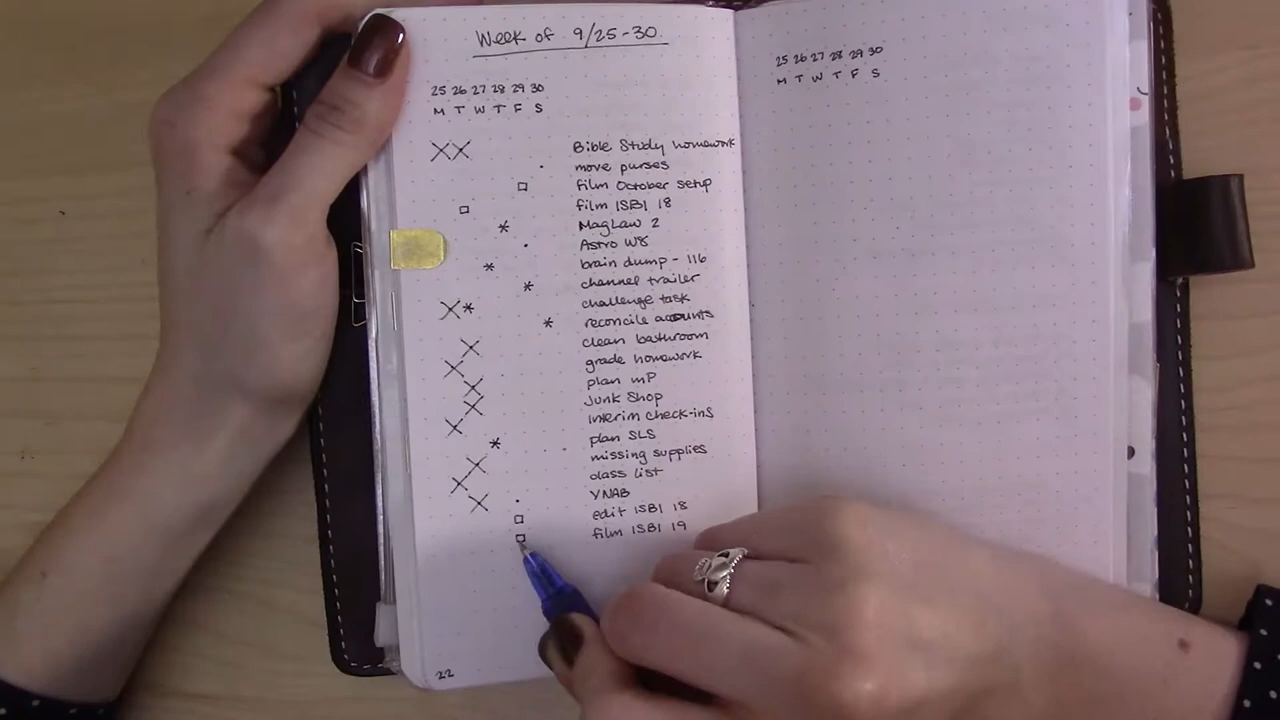 Week of 9/25-30
25 26 27 28 29 30
M T W T F S
Bible Study homework
move purses
film October setup
film ISBI 18
MagLaw 2
Astro W8
brain dump - 116
channel trailer
challenge task
reconcile accounts
clean bathroom
grade homework
plan MP
Junk Shop
interim check-ins
plan SLS
missing supplies
class list
YNAB
edit ISBI 18
film ISBI 19
22
25 26 27 28 29 30
M T W T F S